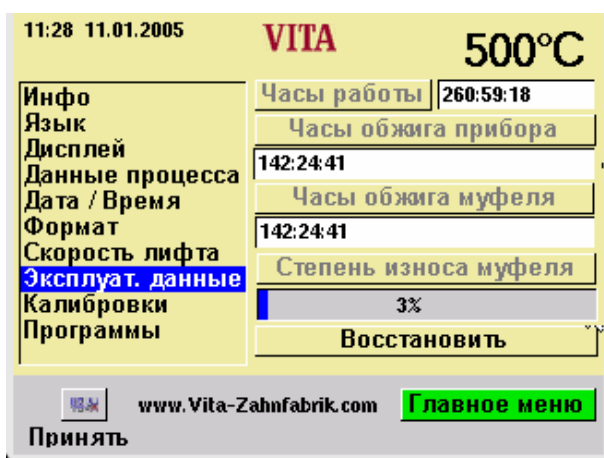 11:28 11.01.2005
VITA
500°C
Инфо
Язык
Дисплей
Данные процесса
Дата / Время
Формат
Скорость лифта
Эксплуат. данные
Калибровки
Программы
Часы работы 260:59:18
Часы обжига прибора
142:24:41
Часы обжига муфеля
142:24:41
Степень износа муфеля
3%
Восстановить
www.Vita-Zahnfabrik.com
Главное меню
Принять